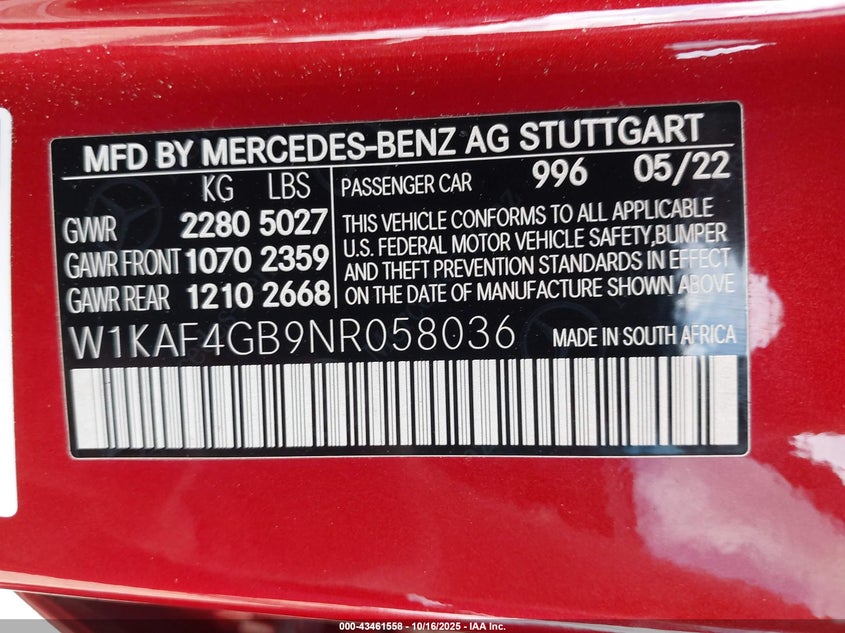 MFD BY MERCEDES-BENZ AG STUTTGART
KG LBS PASSENGER CAR 996 05/22
GVWR 2280 5027 THIS VEHICLE CONFORMS TO ALL APPLICABLE
U.S. FEDERAL MOTOR VEHICLE SAFETY,BUMPER
GAWR FRONT 1070 2359 AND THEFT PREVENTION STANDARDS IN EFFECT
GAWR REAR 1210 2668 ON THE DATE OF MANUFACTURE SHOWN ABOVE.
W1KAF4GB9NR058036 MADE IN SOUTH AFRICA
000-43461558 - 10/16/2025 - IAA Inc.